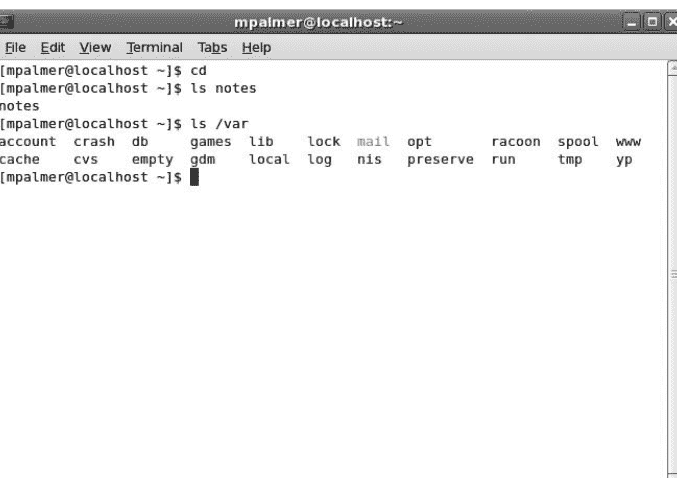 mpalmer@localhost:~
File Edit View Terminal Tabs Help
[mpalmer@localhost ~]$ cd
[mpalmer@localhost ~]$ ls notes
notes
[mpalmer@localhost ~]$ ls /var
account crash db games lib lock mail opt racoon spool www
cache cvs empty gdm local log nis preserve run tmp yp
[mpalmer@localhost ~]$